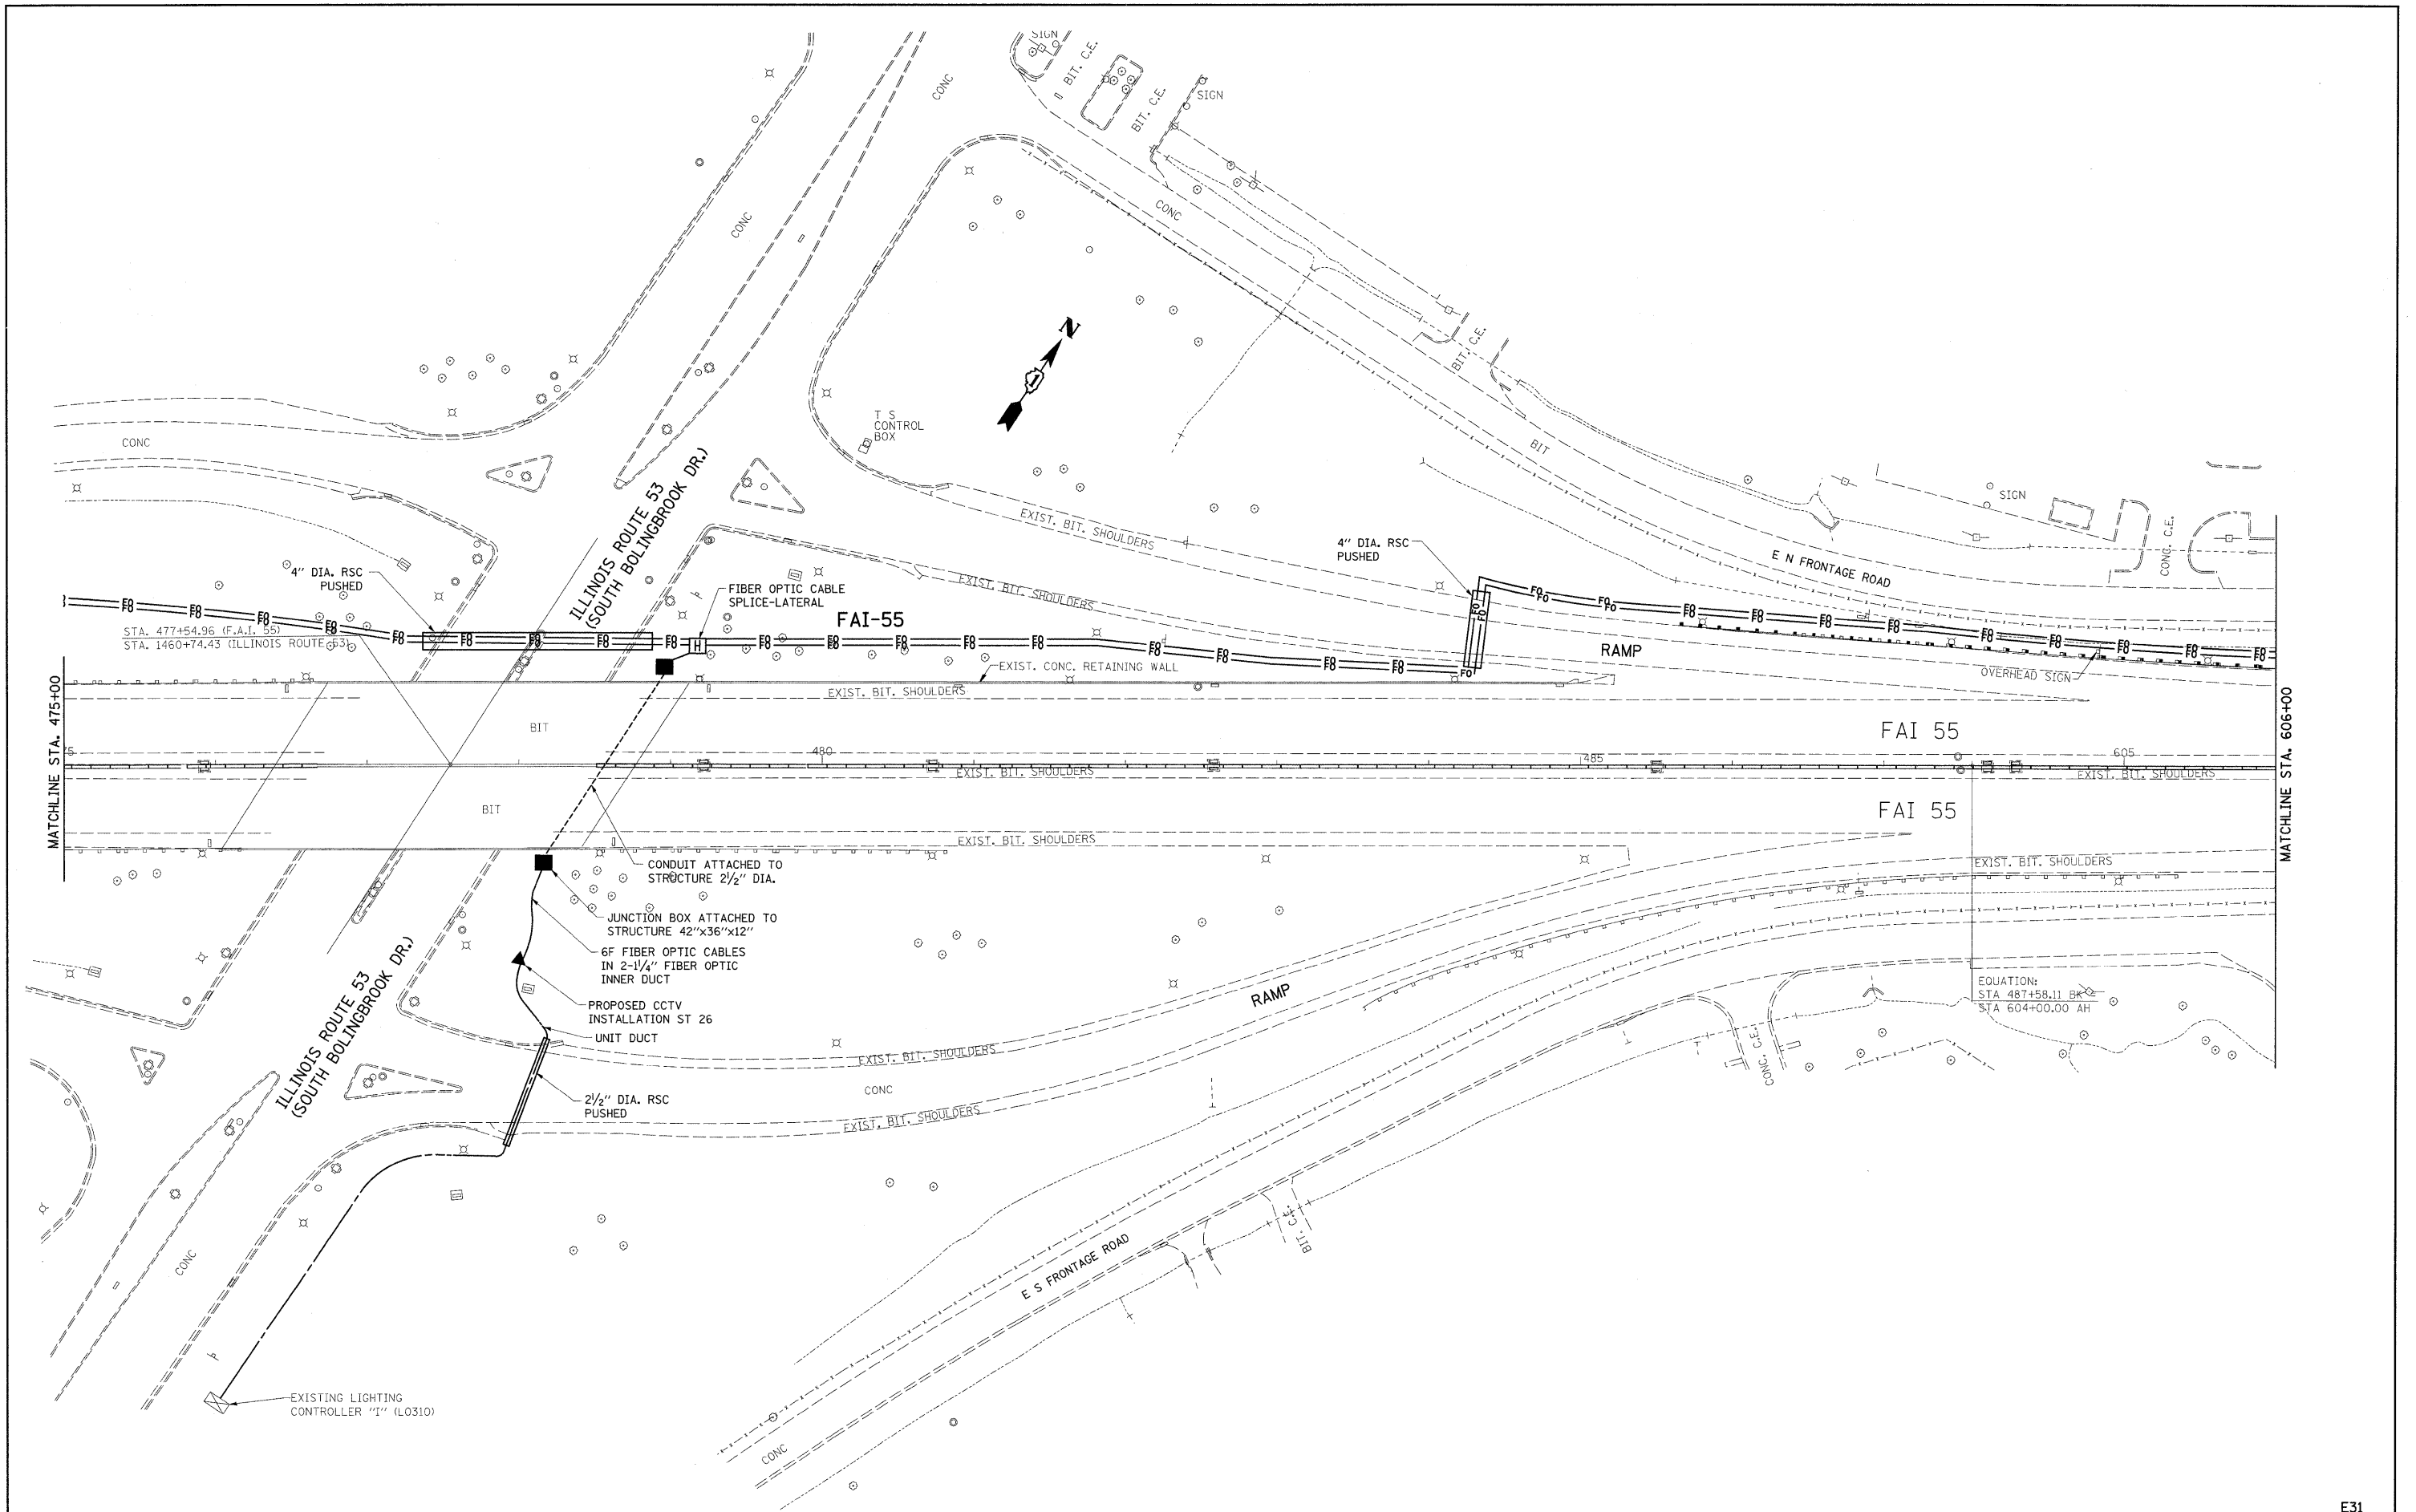 SIGN
BIT. C.E.
BIT. C.E.
SIGN
CONC
CONC
CONC
N
1
BIT. C.E.
T S
CONTROL
BOX
CONC
BIT
ILLINOIS ROUTE 53
(SOUTH BOLINGBROOK DR.)
SIGN
CONC. C.E.
EXIST. BIT. SHOULDERS
4" DIA. RSC
PUSHED
4" DIA. RSC
PUSHED
E N FRONTAGE ROAD
EXIST. BIT. SHOULDERS
FIBER OPTIC CABLE
SPLICE-LATERAL
FAI-55
STA. 477+54.96 (F.A.I. 55)
STA. 1460+74.43 (ILLINOIS ROUTE 53)
H
FO
FO
FO
RAMP
EXIST. CONC. RETAINING WALL
OVERHEAD SIGN
EXIST. BIT. SHOULDERS
MATCHLINE STA. 475+00
MATCHLINE STA. 606+00
BIT
FAI 55
480
485
605
EXIST. BIT. SHOULDERS
EXIST. BIT. SHOULDERS
BIT
FAI 55
EXIST. BIT. SHOULDERS
EXIST. BIT. SHOULDERS
CONDUIT ATTACHED TO
STRUCTURE 2½" DIA.
JUNCTION BOX ATTACHED TO
STRUCTURE 42"x36"x12"
6F FIBER OPTIC CABLES
IN 2-1¼" FIBER OPTIC
INNER DUCT
PROPOSED CCTV
INSTALLATION ST 26
UNIT DUCT
ILLINOIS ROUTE 53
(SOUTH BOLINGBROOK DR.)
RAMP
EQUATION:
STA 487+58.11 BK =
STA 604+00.00 AH
EXIST. BIT. SHOULDERS
CONC
CONC. C.E.
2½" DIA. RSC
PUSHED
EXIST. BIT. SHOULDERS
BIT. C.E.
E S FRONTAGE ROAD
CONC
EXISTING LIGHTING
CONTROLLER "I" (L0310)
CONC
E31